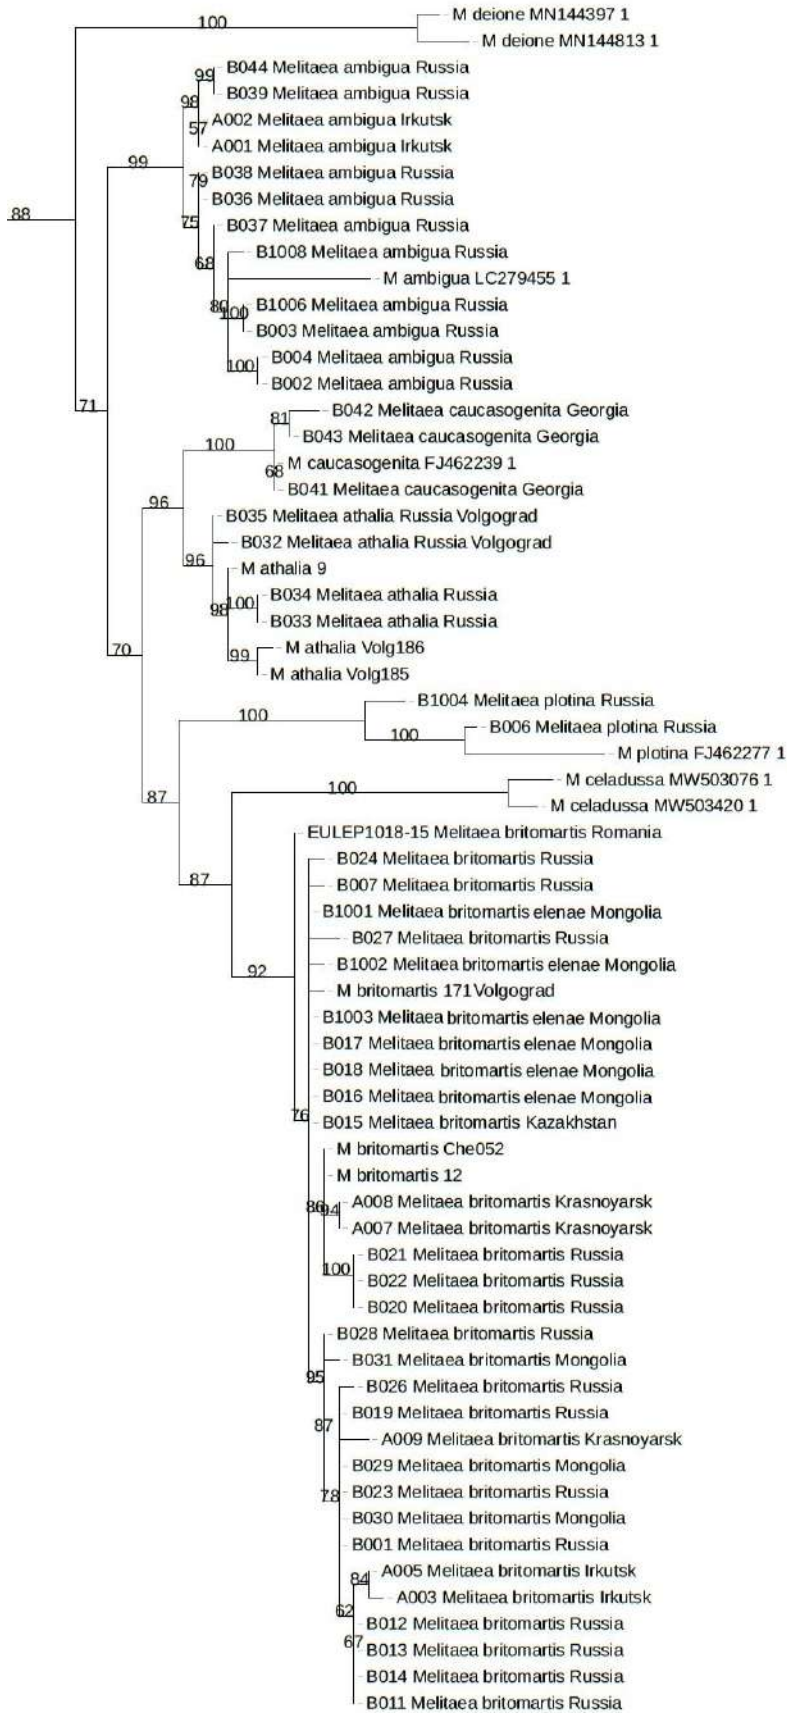 100
M deione MN144397 1
M deione MN144813 1
B044 Melitaea ambigua Russia
99
B039 Melitaea ambigua Russia
98
A002 Melitaea ambigua Irkutsk
57
A001 Melitaea ambigua Irkutsk
99
B038 Melitaea ambigua Russia
79
B036 Melitaea ambigua Russia
88
75
B037 Melitaea ambigua Russia
B1008 Melitaea ambigua Russia
68
M ambigua LC279455 1
B1006 Melitaea ambigua Russia
100
B003 Melitaea ambigua Russia
B004 Melitaea ambigua Russia
100
B002 Melitaea ambigua Russia
71
B042 Melitaea caucasogenita Georgia
81
B043 Melitaea caucasogenita Georgia
100
M caucasogenita FJ462239 1
68
B041 Melitaea caucasogenita Georgia
96
B035 Melitaea athalia Russia Volgograd
B032 Melitaea athalia Russia Volgograd
96
M athalia 9
B034 Melitaea athalia Russia
98
100
B033 Melitaea athalia Russia
70
M athalia Volg186
99
M athalia Volg185
B1004 Melitaea plotina Russia
100
B006 Melitaea plotina Russia
100
M plotina FJ462277 1
M celadussa MW503076 1
100
87
M celadussa MW503420 1
EULEP1018-15 Melitaea britomartis Romania
B024 Melitaea britomartis Russia
87
B007 Melitaea britomartis Russia
B1001 Melitaea britomartis elenae Mongolia
B027 Melitaea britomartis Russia
B1002 Melitaea britomartis elenae Mongolia
92
M britomartis 171Volgograd
B1003 Melitaea britomartis elenae Mongolia
B017 Melitaea britomartis elenae Mongolia
B018 Melitaea britomartis elenae Mongolia
B016 Melitaea britomartis elenae Mongolia
76
B015 Melitaea britomartis Kazakhstan
M britomartis Che052
M britomartis 12
A008 Melitaea britomartis Krasnoyarsk
86
94
A007 Melitaea britomartis Krasnoyarsk
B021 Melitaea britomartis Russia
100
B022 Melitaea britomartis Russia
B020 Melitaea britomartis Russia
B028 Melitaea britomartis Russia
B031 Melitaea britomartis Mongolia
95
B026 Melitaea britomartis Russia
B019 Melitaea britomartis Russia
87
A009 Melitaea britomartis Krasnoyarsk
B029 Melitaea britomartis Mongolia
B023 Melitaea britomartis Russia
78
B030 Melitaea britomartis Mongolia
B001 Melitaea britomartis Russia
A005 Melitaea britomartis Irkutsk
84
A003 Melitaea britomartis Irkutsk
62
B012 Melitaea britomartis Russia
67
B013 Melitaea britomartis Russia
B014 Melitaea britomartis Russia
B011 Melitaea britomartis Russia